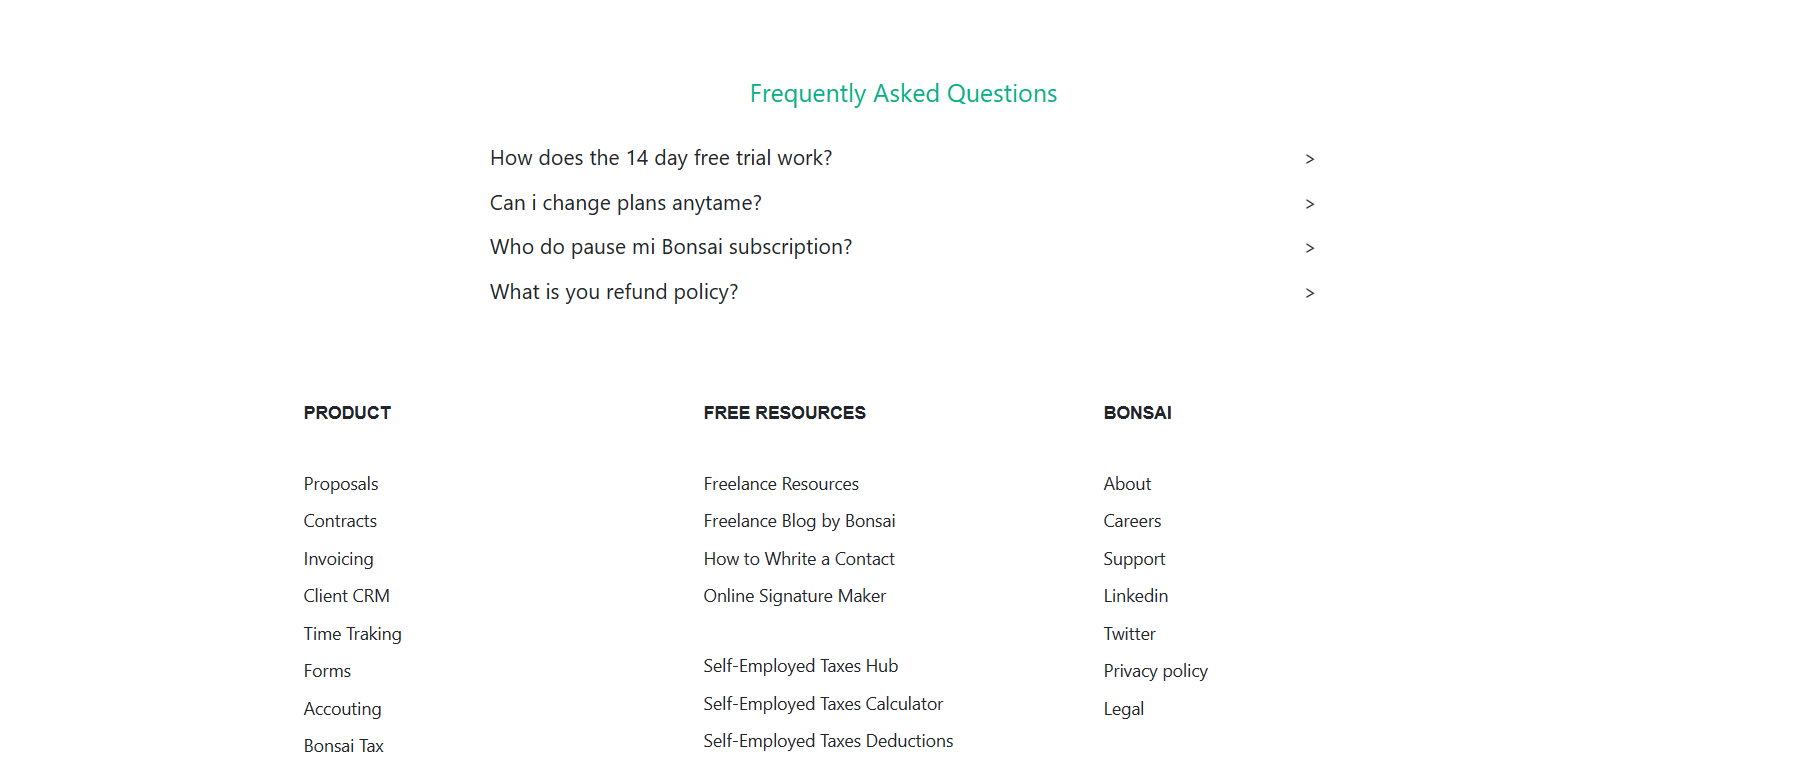 Frequently Asked Questions
How does the 14 day free trial work? >
Can i change plans anytame? >
Who do pause mi Bonsai subscription? >
What is you refund policy? >
PRODUCT
Proposals
Contracts
Invoicing
Client CRM
Time Traking
Forms
Accouting
Bonsai Tax
FREE RESOURCES
Freelance Resources
Freelance Blog by Bonsai
How to Whrite a Contact
Online Signature Maker
Self-Employed Taxes Hub
Self-Employed Taxes Calculator
Self-Employed Taxes Deductions
BONSAI
About
Careers
Support
Linkedin
Twitter
Privacy policy
Legal